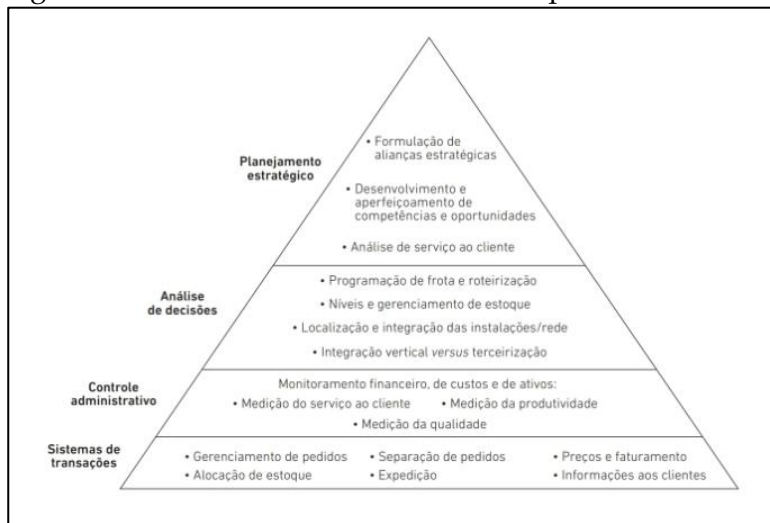 Planejamento
estratégico
• Formulação de
alianças estratégicas
• Desenvolvimento e
aperfeiçoamento de
competências e oportunidades
• Análise de serviço ao cliente
Análise
de decisões
• Programação de frota e roteirização
• Níveis e gerenciamento de estoque
• Localização e integração das instalações/rede
• Integração vertical versus terceirização
Controle
administrativo
Monitoramento financeiro, de custos e de ativos:
• Medição do serviço ao cliente • Medição da produtividade
• Medição da qualidade
Sistemas de
transações
• Gerenciamento de pedidos • Separação de pedidos • Preços e faturamento
• Alocação de estoque • Expedição • Informações aos clientes